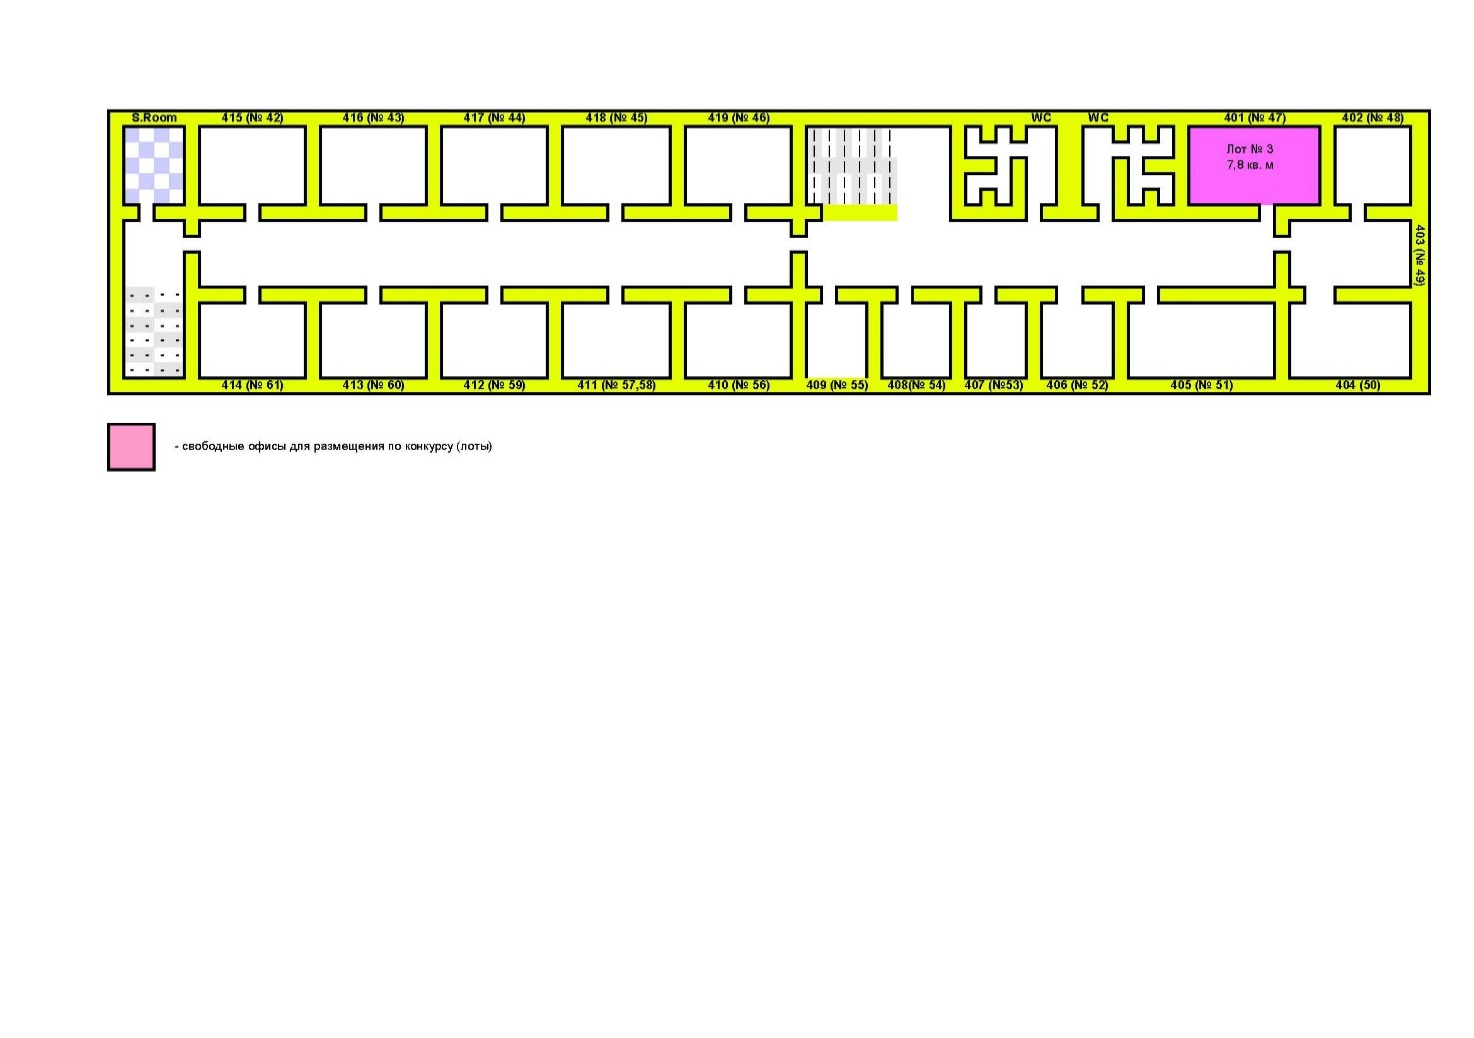 S.Room
415 (№ 42)
416 (№ 43)
417 (№ 44)
418 (№ 45)
419 (№ 46)
WC
WC
401 (№ 47)
402 (№ 48)
Лот № 3
7,8 кв. м
403 (№ 49)
414 (№ 61)
413 (№ 60)
412 (№ 59)
411 (№ 57,58)
410 (№ 56)
409 (№ 55)
408(№ 54)
407 (№53)
406 (№ 52)
405 (№ 51)
404 (50)
- свободные офисы для размещения по конкурсу (лоты)